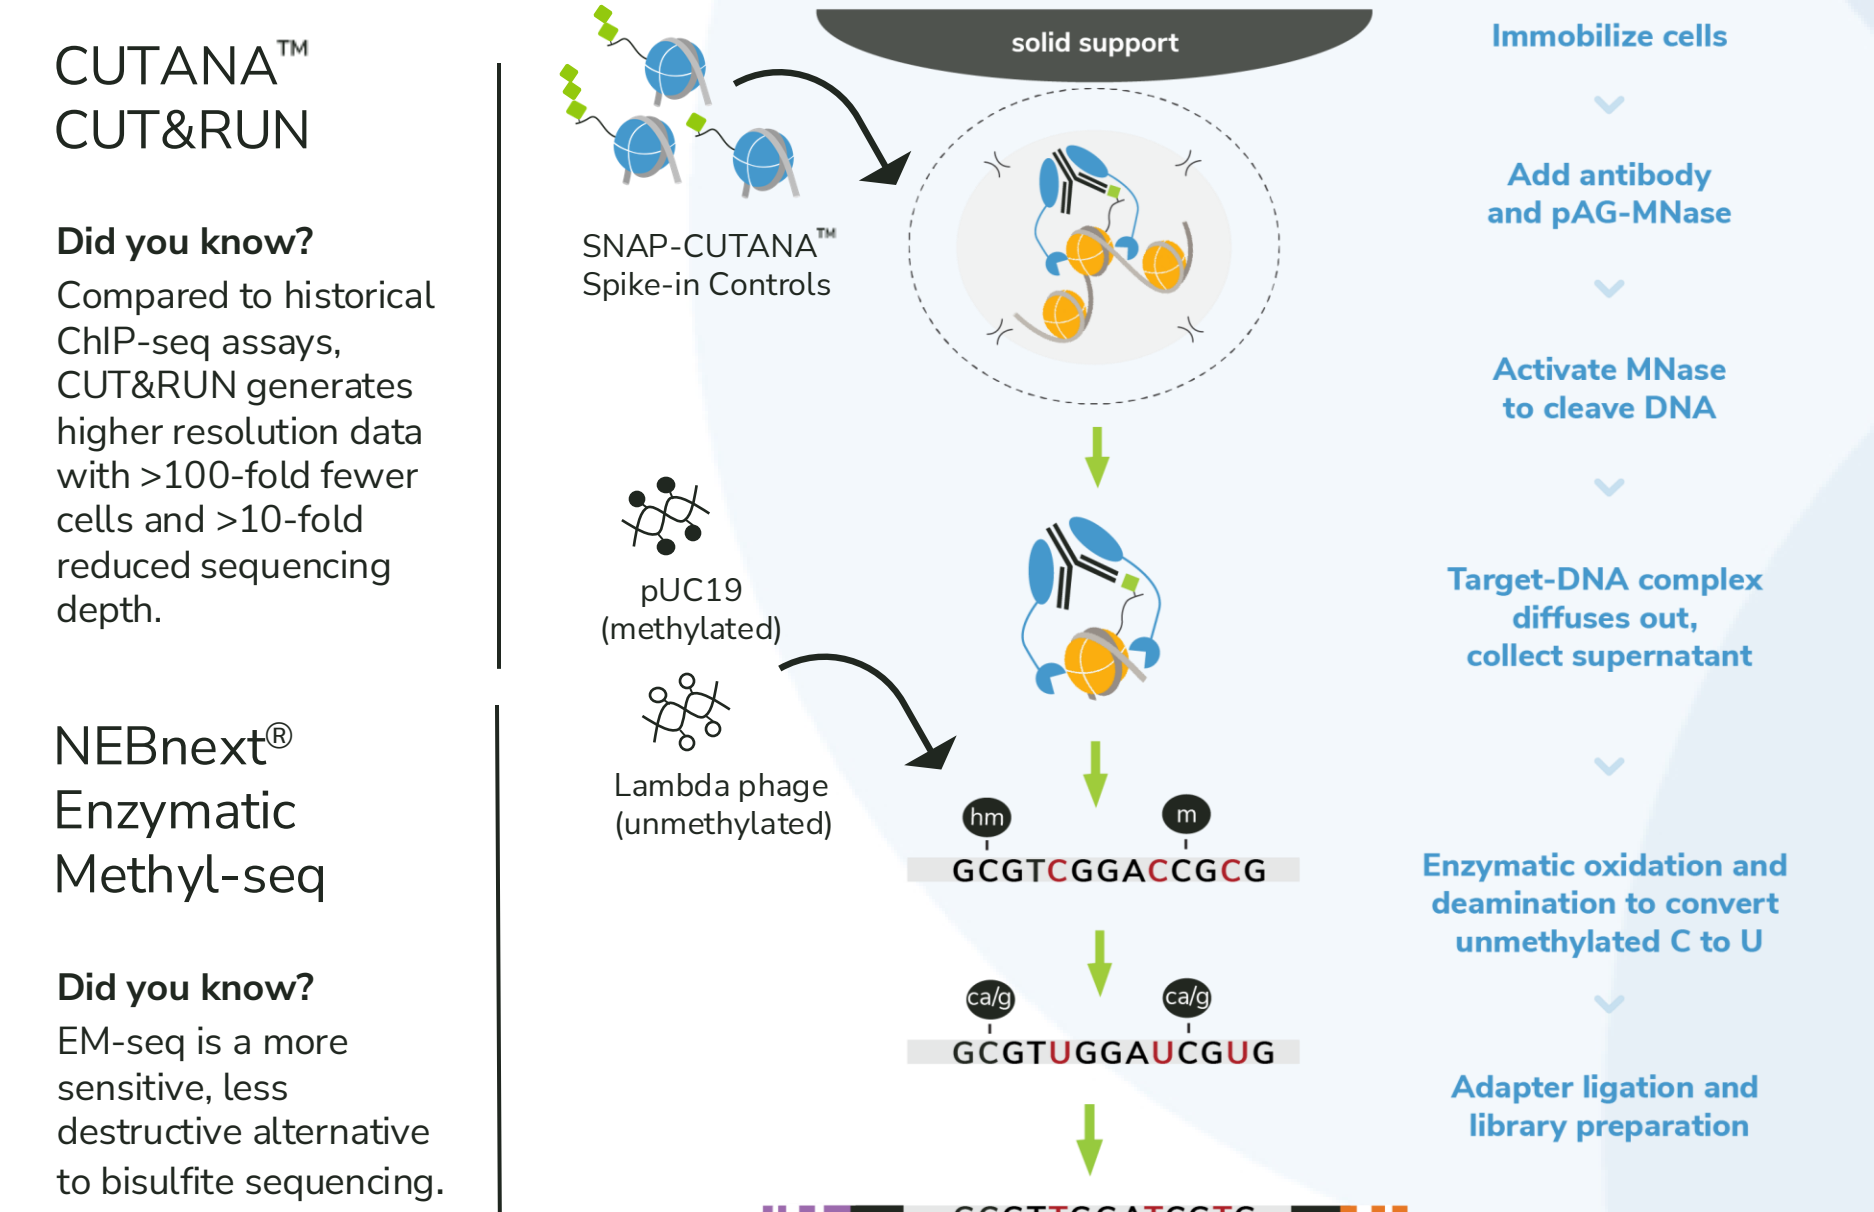 CUTANA™
CUT&RUN
Did you know?
Compared to historical
ChIP-seq assays,
CUT&RUN generates
higher resolution data
with >100-fold fewer
cells and >10-fold
reduced sequencing
depth.
NEBnext®
Enzymatic
Methyl-seq
Did you know?
EM-seq is a more
sensitive, less
destructive alternative
to bisulfite sequencing.
SNAP-CUTANA™
Spike-in Controls
pUC19
(methylated)
Lambda phage
(unmethylated)
solid support
hm
m
GCGTCGGACCGCG
ca/g
ca/g
GCGTUGGAUCGUG
GCGTTGGATCGTG
Immobilize cells
Add antibody
and pAG-MNase
Activate MNase
to cleave DNA
Target-DNA complex
diffuses out,
collect supernatant
Enzymatic oxidation and
deamination to convert
unmethylated C to U
Adapter ligation and
library preparation